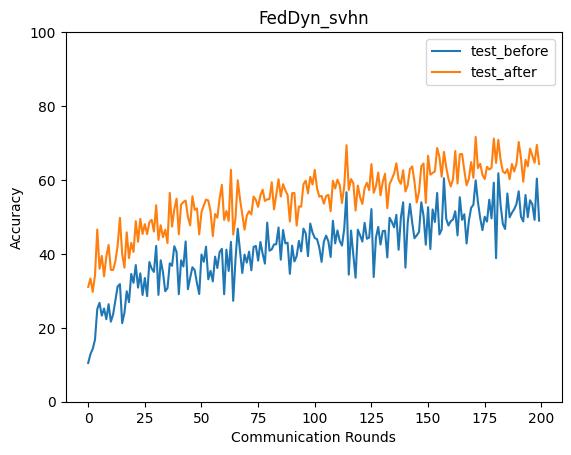 FedDyn_svhn
test_before
test_after
Accuracy
100
80
60
40
20
0
0 25 50 75 100 125 150 175 200
Communication Rounds